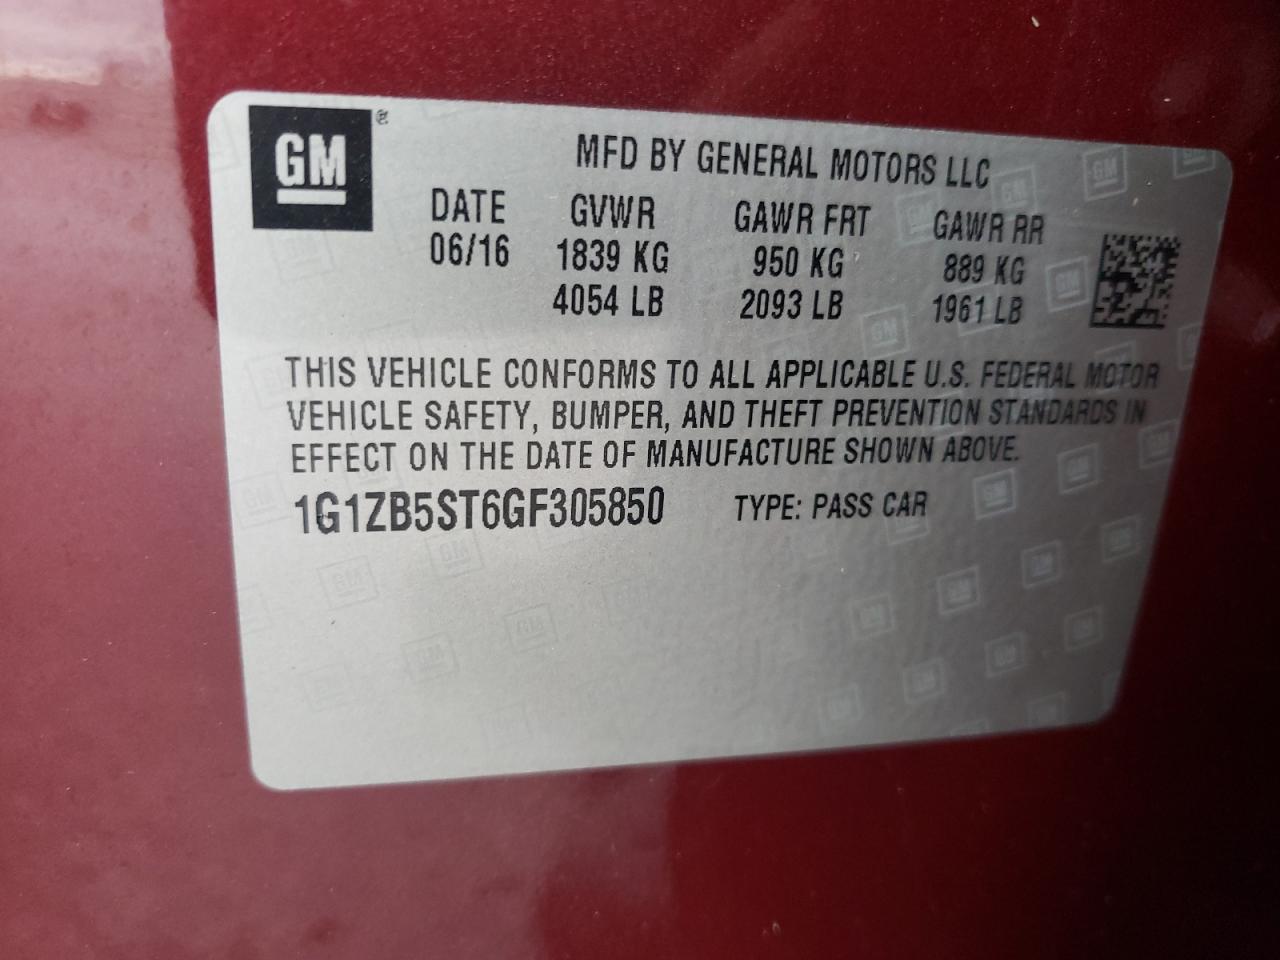 GM®
MFD BY GENERAL MOTORS LLC
DATE GVWR GAWR FRT GAWR RR
06/16 1839 KG 950 KG 889 KG
4054 LB 2093 LB 1961 LB
THIS VEHICLE CONFORMS TO ALL APPLICABLE U.S. FEDERAL MOTOR
VEHICLE SAFETY, BUMPER, AND THEFT PREVENTION STANDARDS IN
EFFECT ON THE DATE OF MANUFACTURE SHOWN ABOVE.
1G1ZB5ST6GF305850 TYPE: PASS CAR